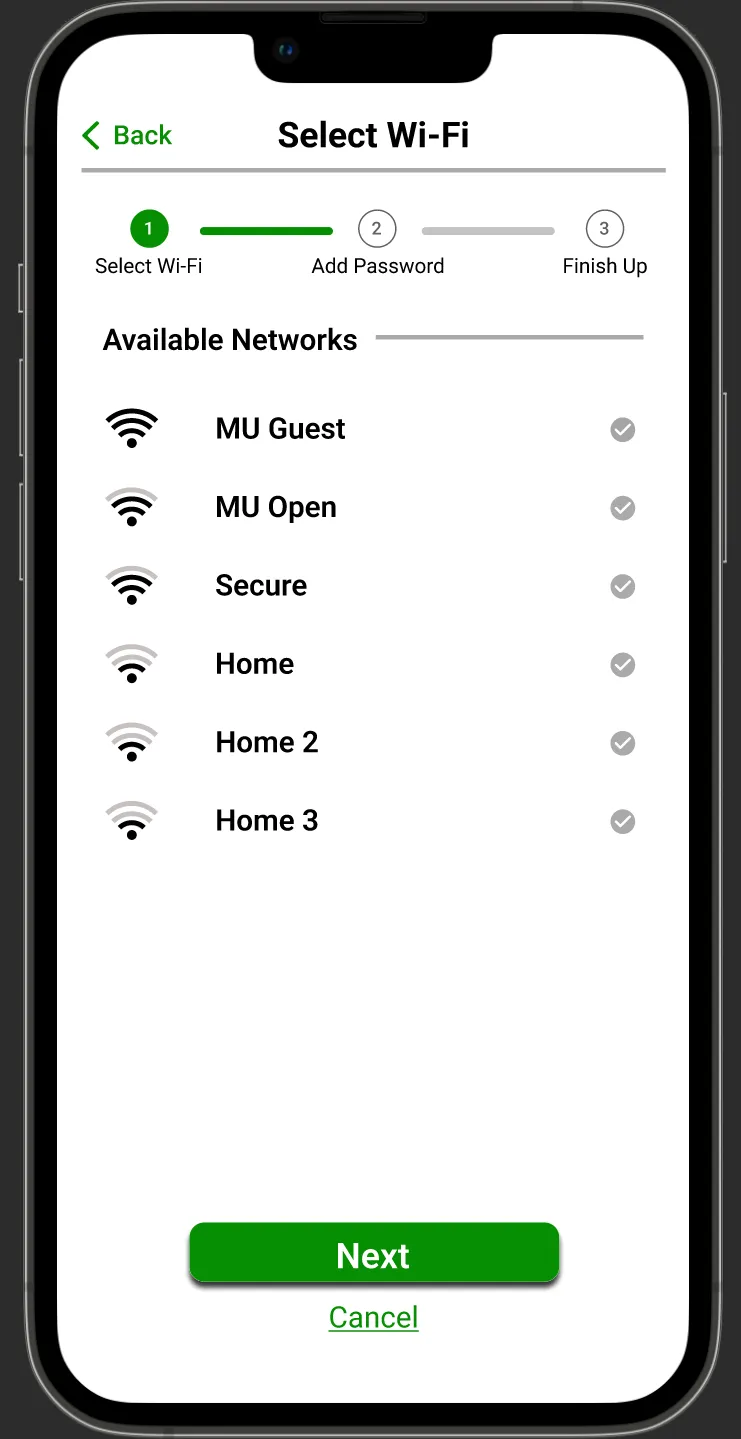 Back
Select Wi-Fi
1
2
3
Select Wi-Fi
Add Password
Finish Up
Available Networks
MU Guest
MU Open
Secure
Home
Home 2
Home 3
Next
Cancel